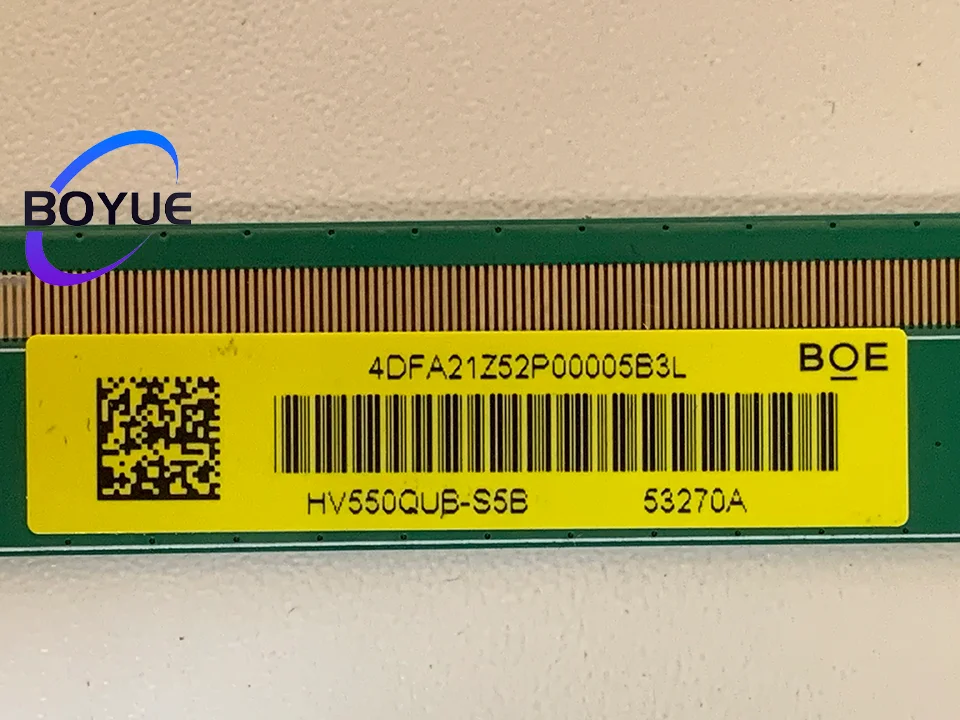 BOYUE
4DFA21Z52P00005B3L
BOE
HV550QUB-S5B 53270A